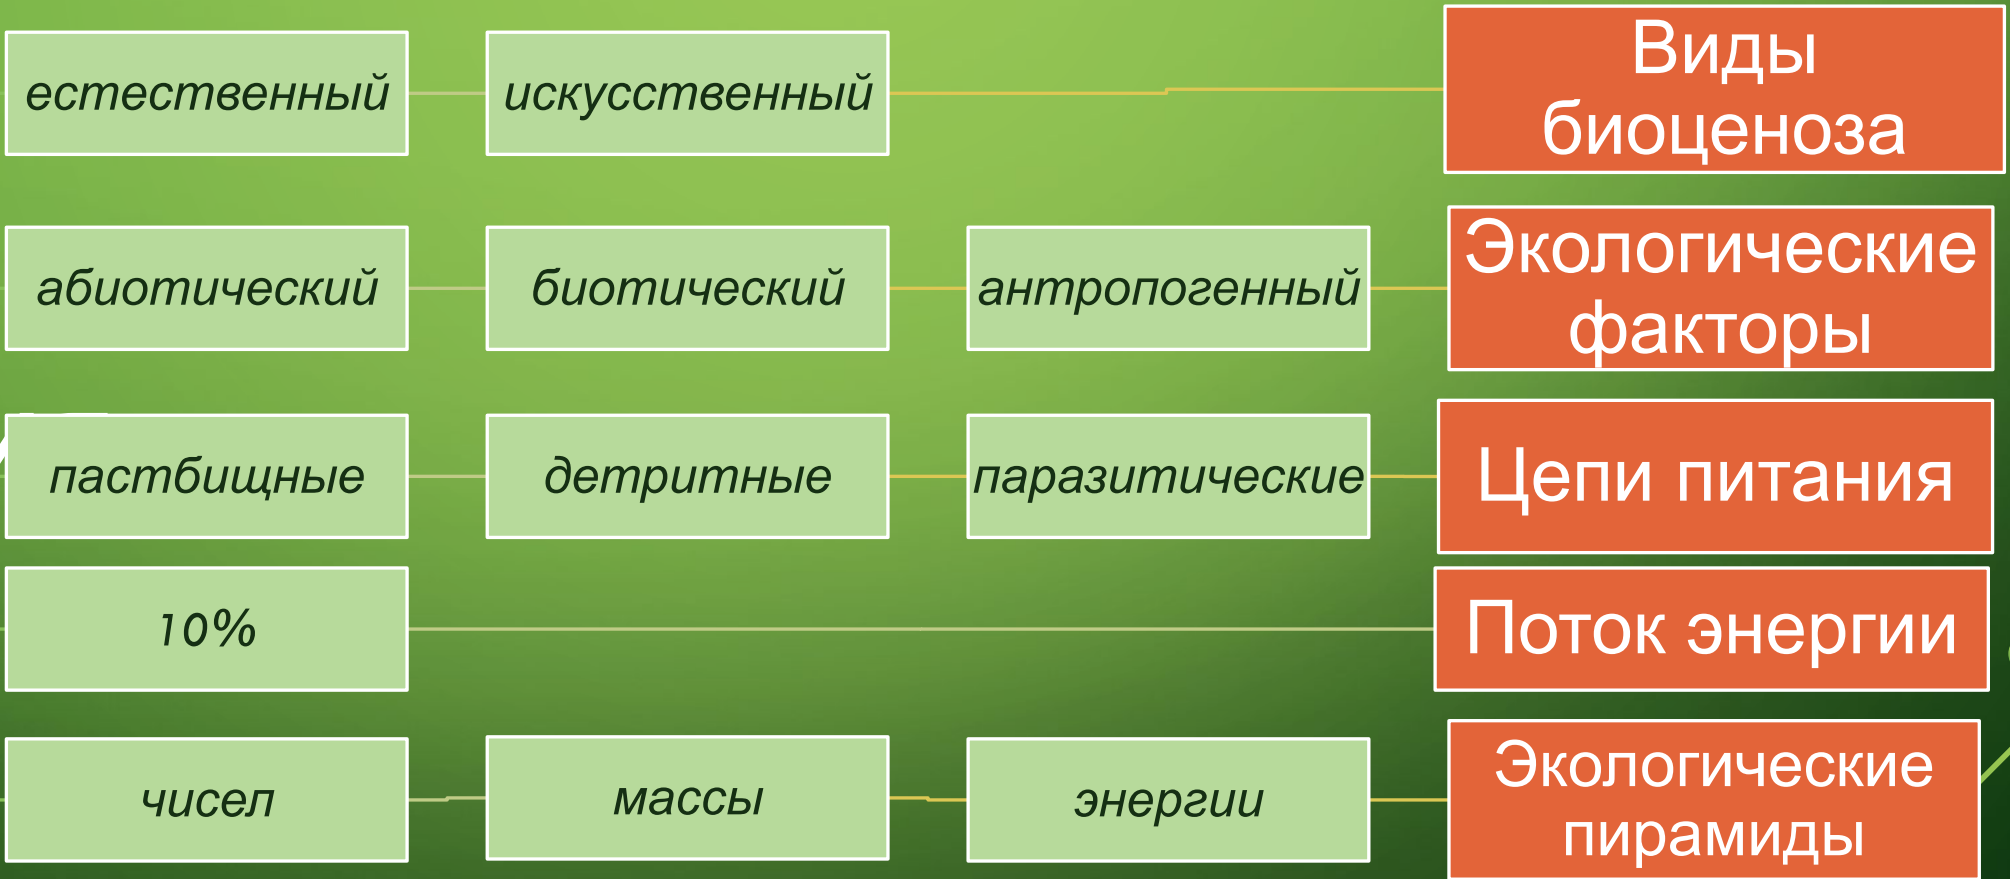 естественный
искусственный
Виды
биоценоза
абиотический
биотический
антропогенный
Экологические
факторы
пастбищные
детритные
паразитические
Цепи питания
10%
Поток энергии
чисел
массы
энергии
Экологические
пирамиды